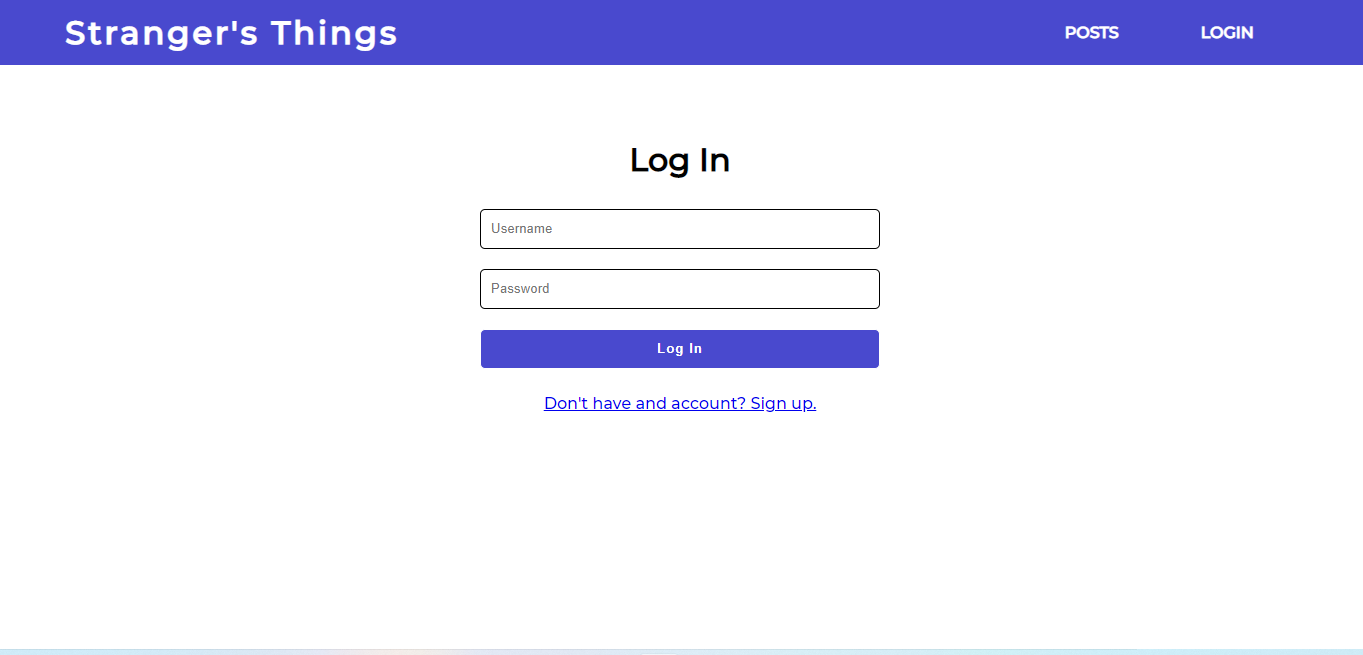 Stranger's Things
POSTS
LOGIN
Log In
Username
Password
Log In
Don't have and account? Sign up.